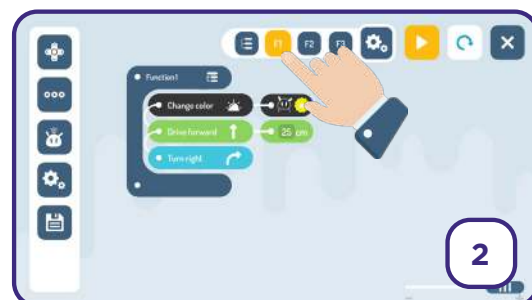 F1 F2 F3
Function1
Change color
Drive forward 25 cm
Turn right
2